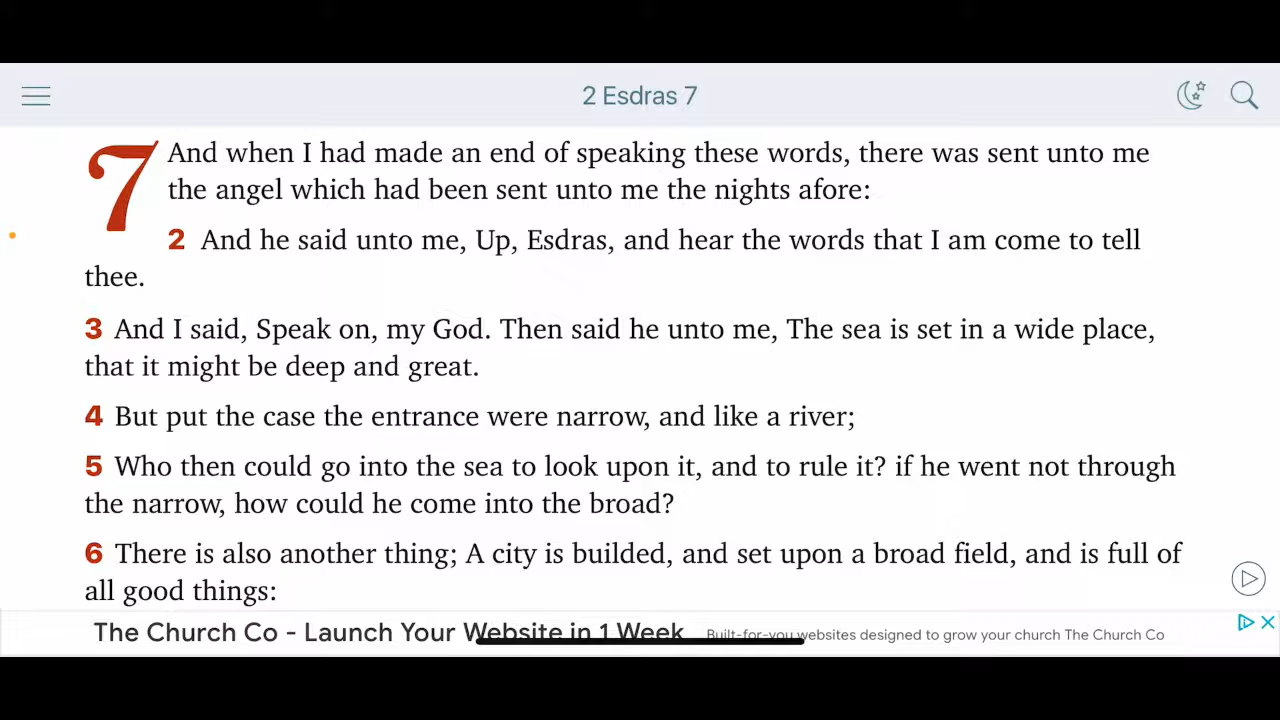 2 Esdras 7
7 And when I had made an end of speaking these words, there was sent unto me
the angel which had been sent unto me the nights afore:
2 And he said unto me, Up, Esdras, and hear the words that I am come to tell
thee.
3 And I said, Speak on, my God. Then said he unto me, The sea is set in a wide place,
that it might be deep and great.
4 But put the case the entrance were narrow, and like a river;
5 Who then could go into the sea to look upon it, and to rule it? if he went not through
the narrow, how could he come into the broad?
6 There is also another thing; A city is builded, and set upon a broad field, and is full of
all good things:
The Church Co - Launch Your Website in 1 Week Built-for-you websites designed to grow your church The Church Co